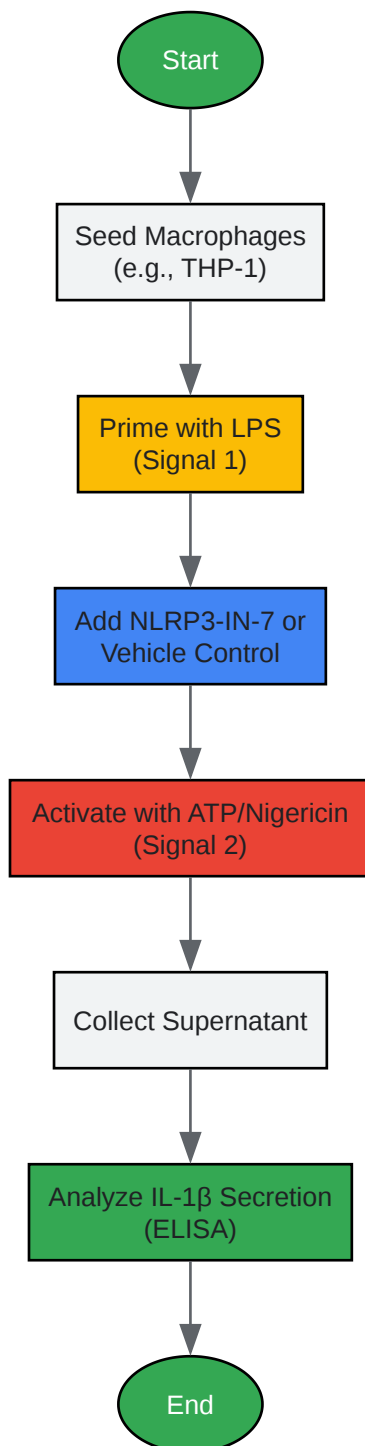 Start
Seed Macrophages
(e.g., THP-1)
Prime with LPS
(Signal 1)
Add NLRP3-IN-7 or
Vehicle Control
Activate with ATP/Nigericin
(Signal 2)
Collect Supernatant
Analyze IL-1β Secretion
(ELISA)
End